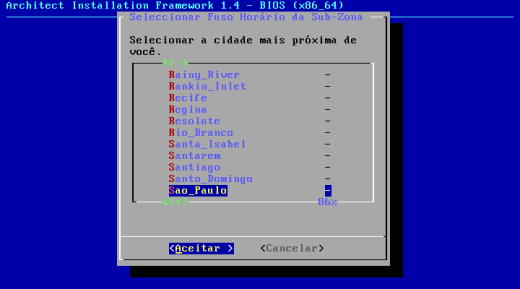 Architect Installation Framework 1.4 - BIOS (x86_64)
Seleccionar Fuso Horário da Sub-Zona
Selecionar a cidade mais próxima de
você.
↑(-)
Rainy_River -
Rankin_Inlet -
Recife -
Regina -
Resolute -
Rio_Branco -
Santa_Isabel -
Santarem -
Santiago -
Santo_Domingo -
Sao_Paulo -
↓(+) 86%
<Aceitar > <Cancelar>